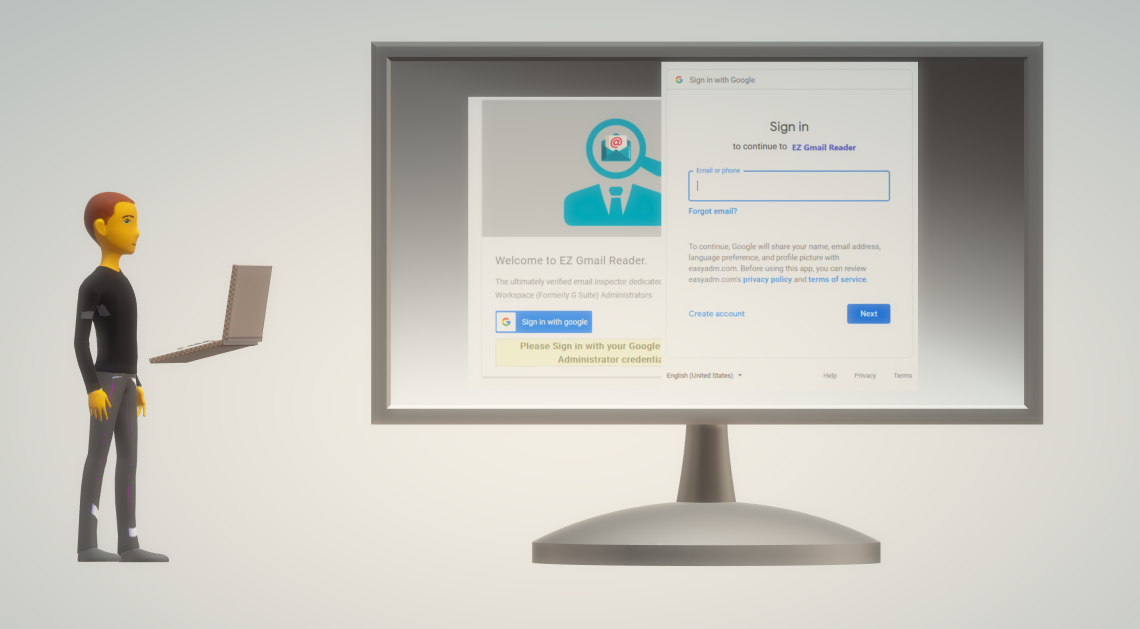 @
Welcome to EZ Gmail Reader.
The ultimately verified email inspector dedicated
Workspace (Formerly G Suite) Administrators
G Sign in with google
Please Sign in with your Google
Administrator
G Sign in with Google
Sign in
to continue to EZ Gmail Reader
Email or phone
Forgot email?
To continue, Google will share your name, email address,
language preference, and profile picture with
easyadm.com. Before using this app, you can review
easyadm.com's privacy policy and terms of service.
Create account
Next
English (United States)
Help
Privacy
Terms